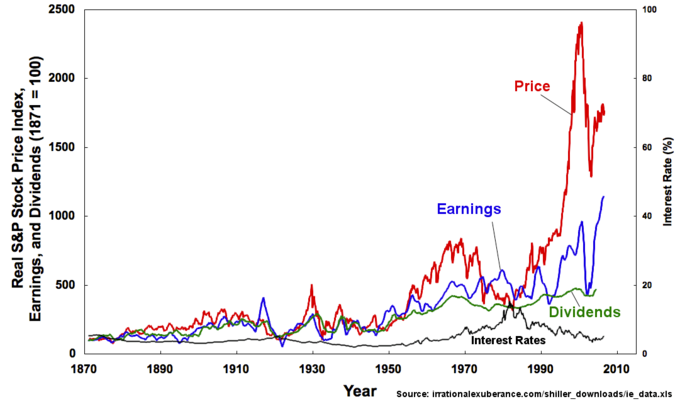 Real S&P Stock Price Index,
Earnings, and Dividends (1871 = 100)
2500
2000
1500
1000
500
0
100
80
60
40
20
0
Interest Rate (%)
Price
Earnings
Dividends
Interest Rates
1870 1890 1910 1930 1950 1970 1990 2010
Year
Source: irrationalexuberance.com/shiller_downloads/ie_data.xls